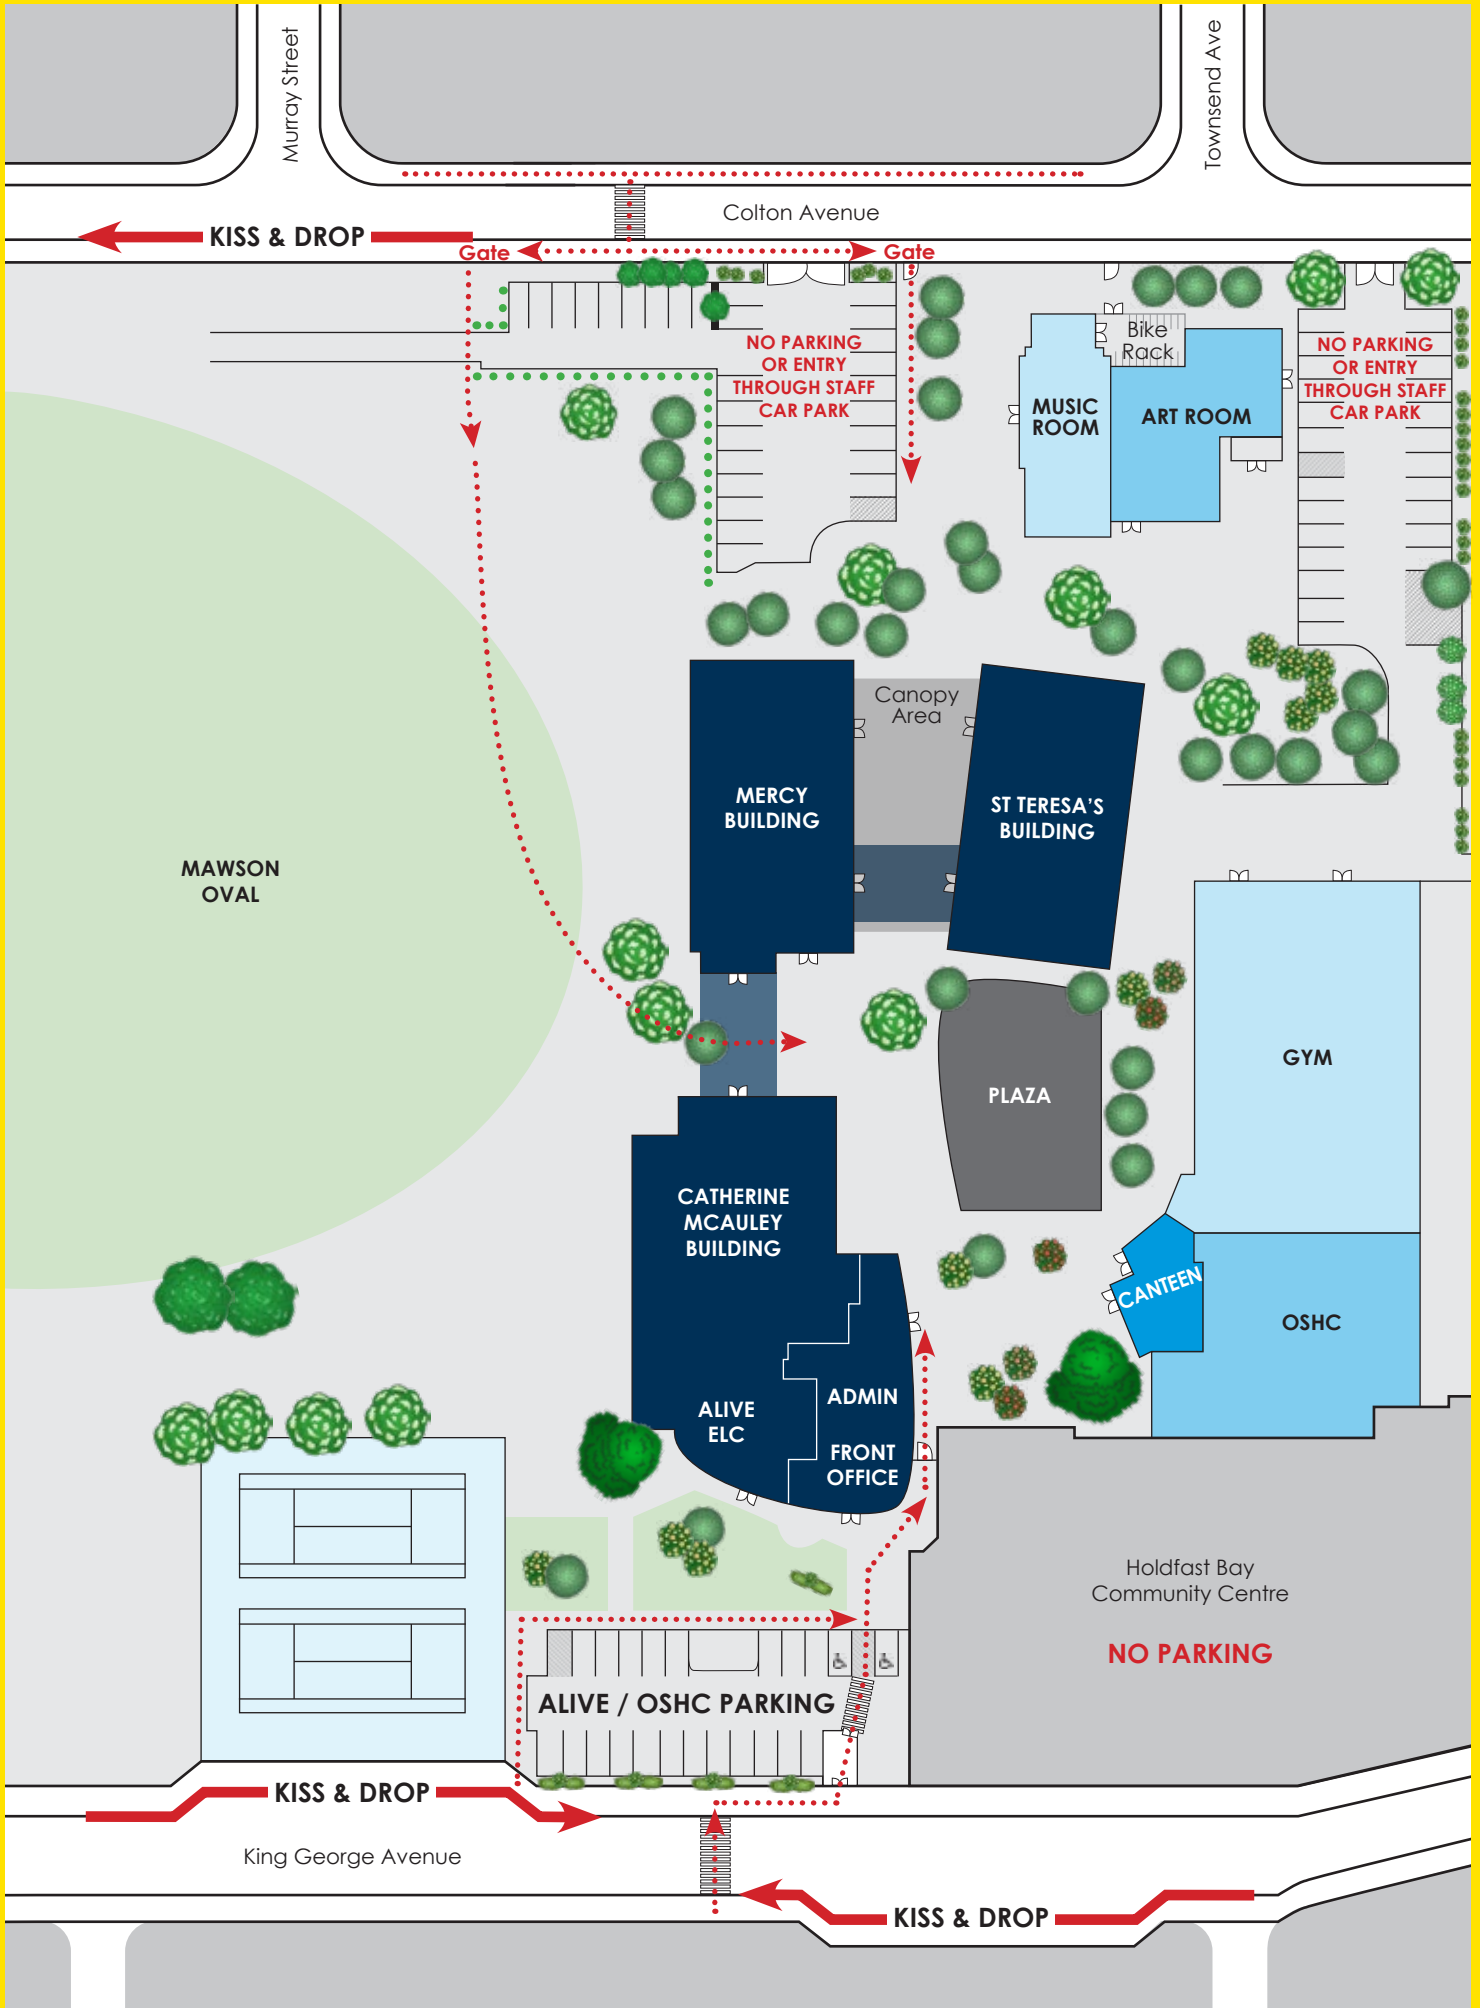 Murray Street
Townsend Ave
Colton Avenue
KISS & DROP
Gate
Gate
NO PARKING
OR ENTRY
THROUGH STAFF
CAR PARK
Bike
Rack
NO PARKING
OR ENTRY
THROUGH STAFF
CAR PARK
MUSIC
ROOM
ART ROOM
Canopy
Area
MERCY
BUILDING
ST TERESA'S
BUILDING
MAWSON
OVAL
GYM
PLAZA
CATHERINE
MCAULEY
BUILDING
CANTEEN
OSHC
ADMIN
ALIVE
ELC
FRONT
OFFICE
Holdfast Bay
Community Centre
NO PARKING
ALIVE / OSHC PARKING
KISS & DROP
King George Avenue
KISS & DROP